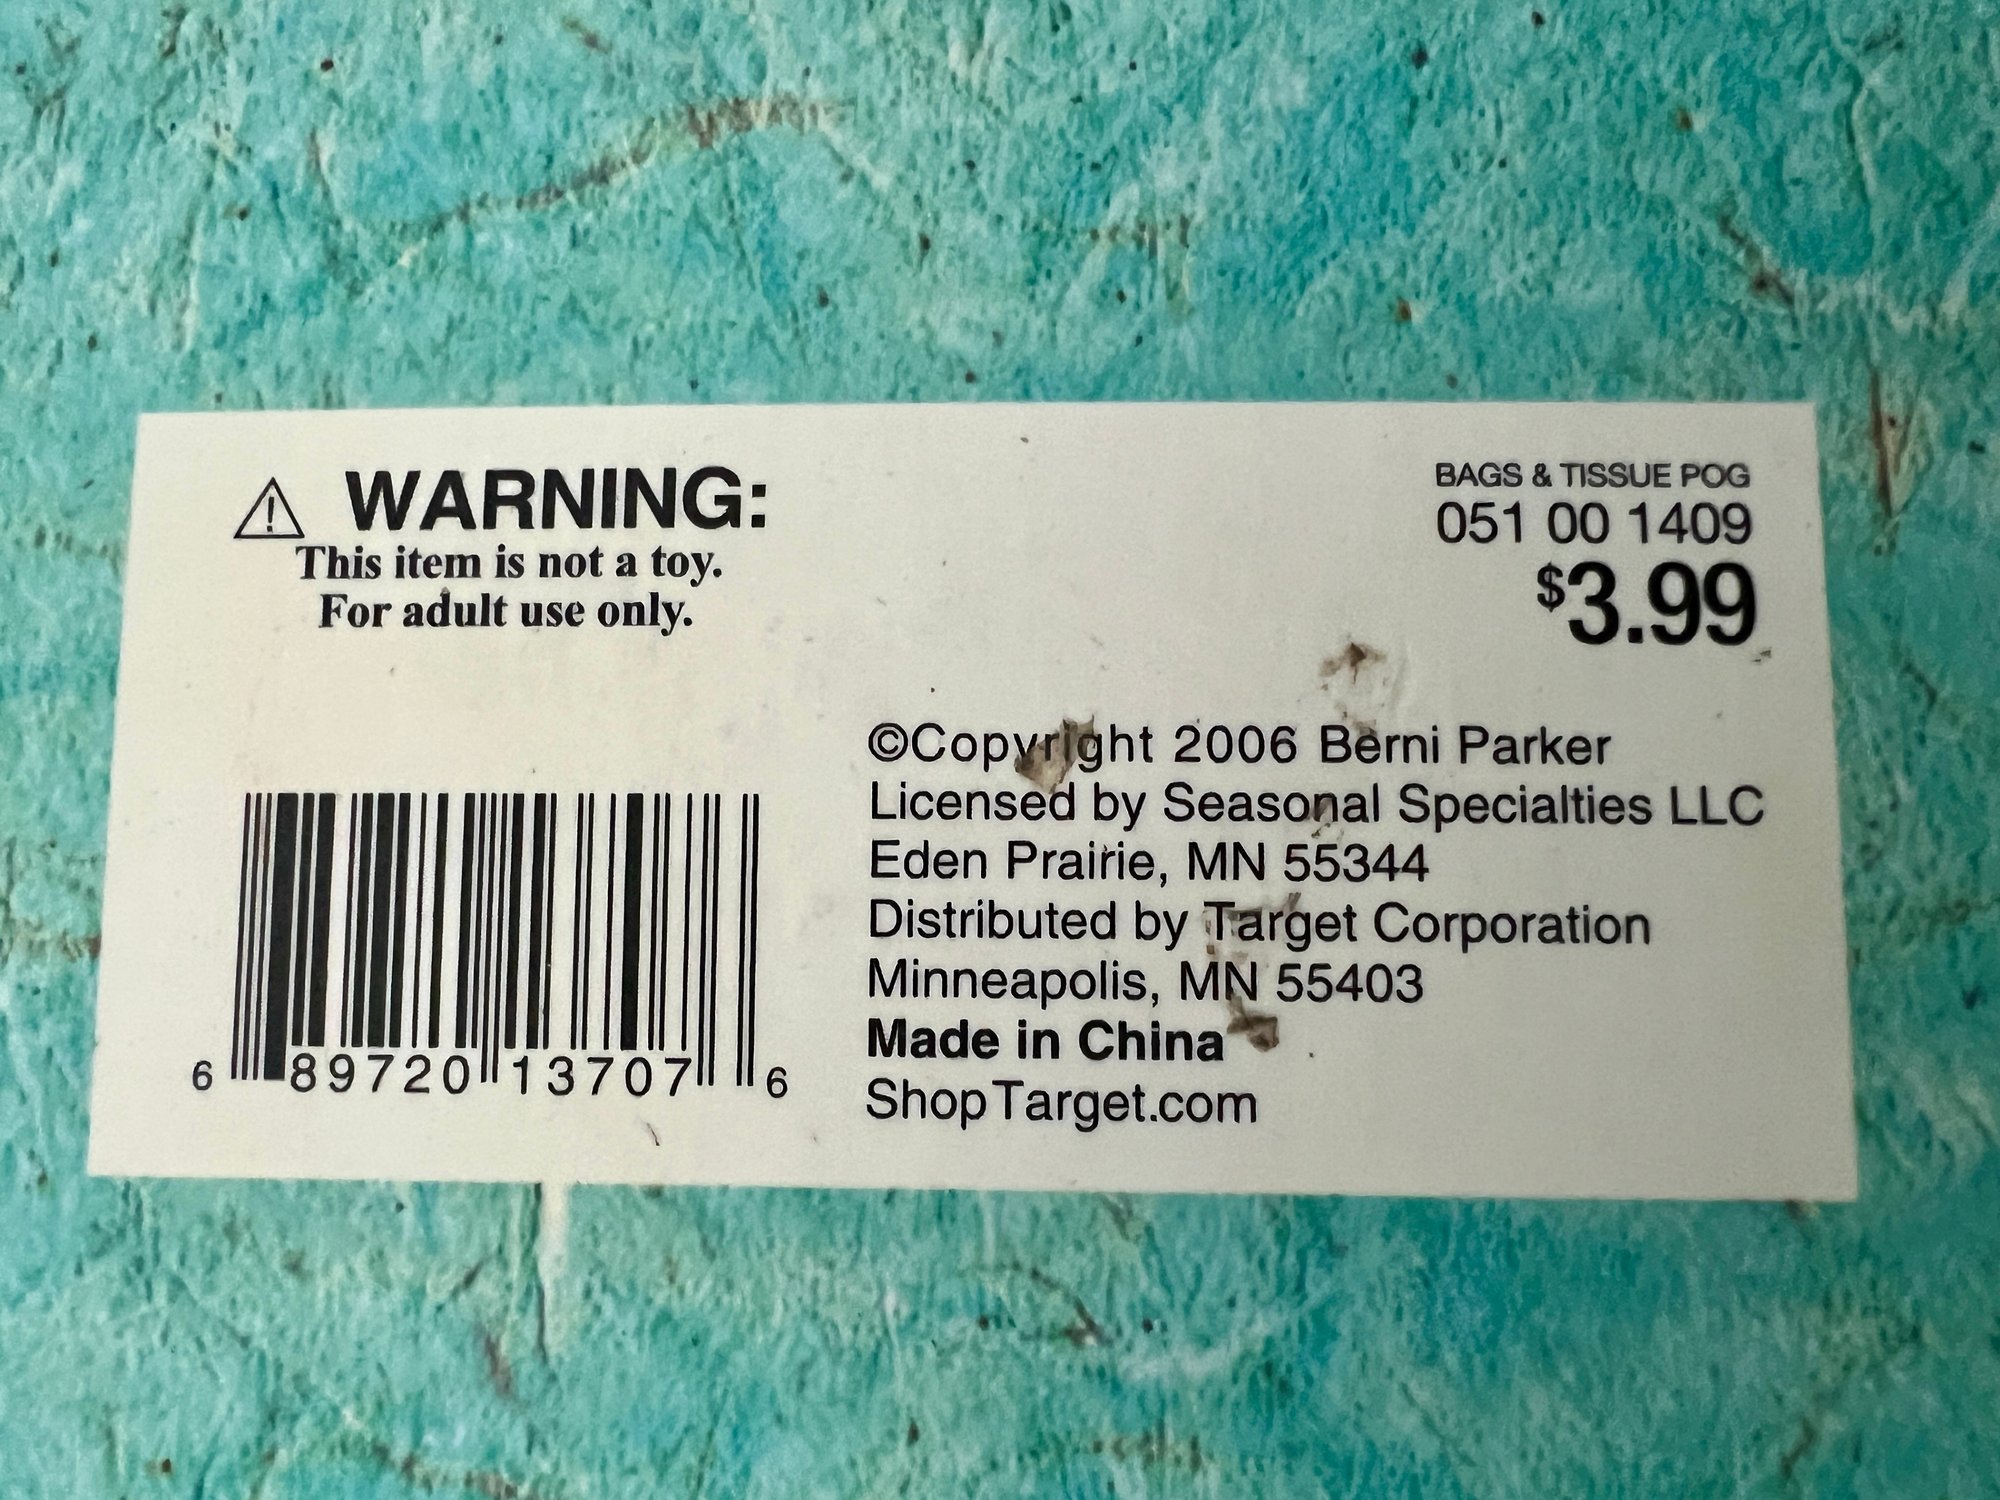 WARNING:
This item is not a toy.
For adult use only.
BAGS & TISSUE POG
051 00 1409
$3.99
©Copyright 2006 Berni Parker
Licensed by Seasonal Specialties LLC
Eden Prairie, MN 55344
Distributed by Target Corporation
Minneapolis, MN 55403
Made in China
ShopTarget.com
6 89720 13707 6